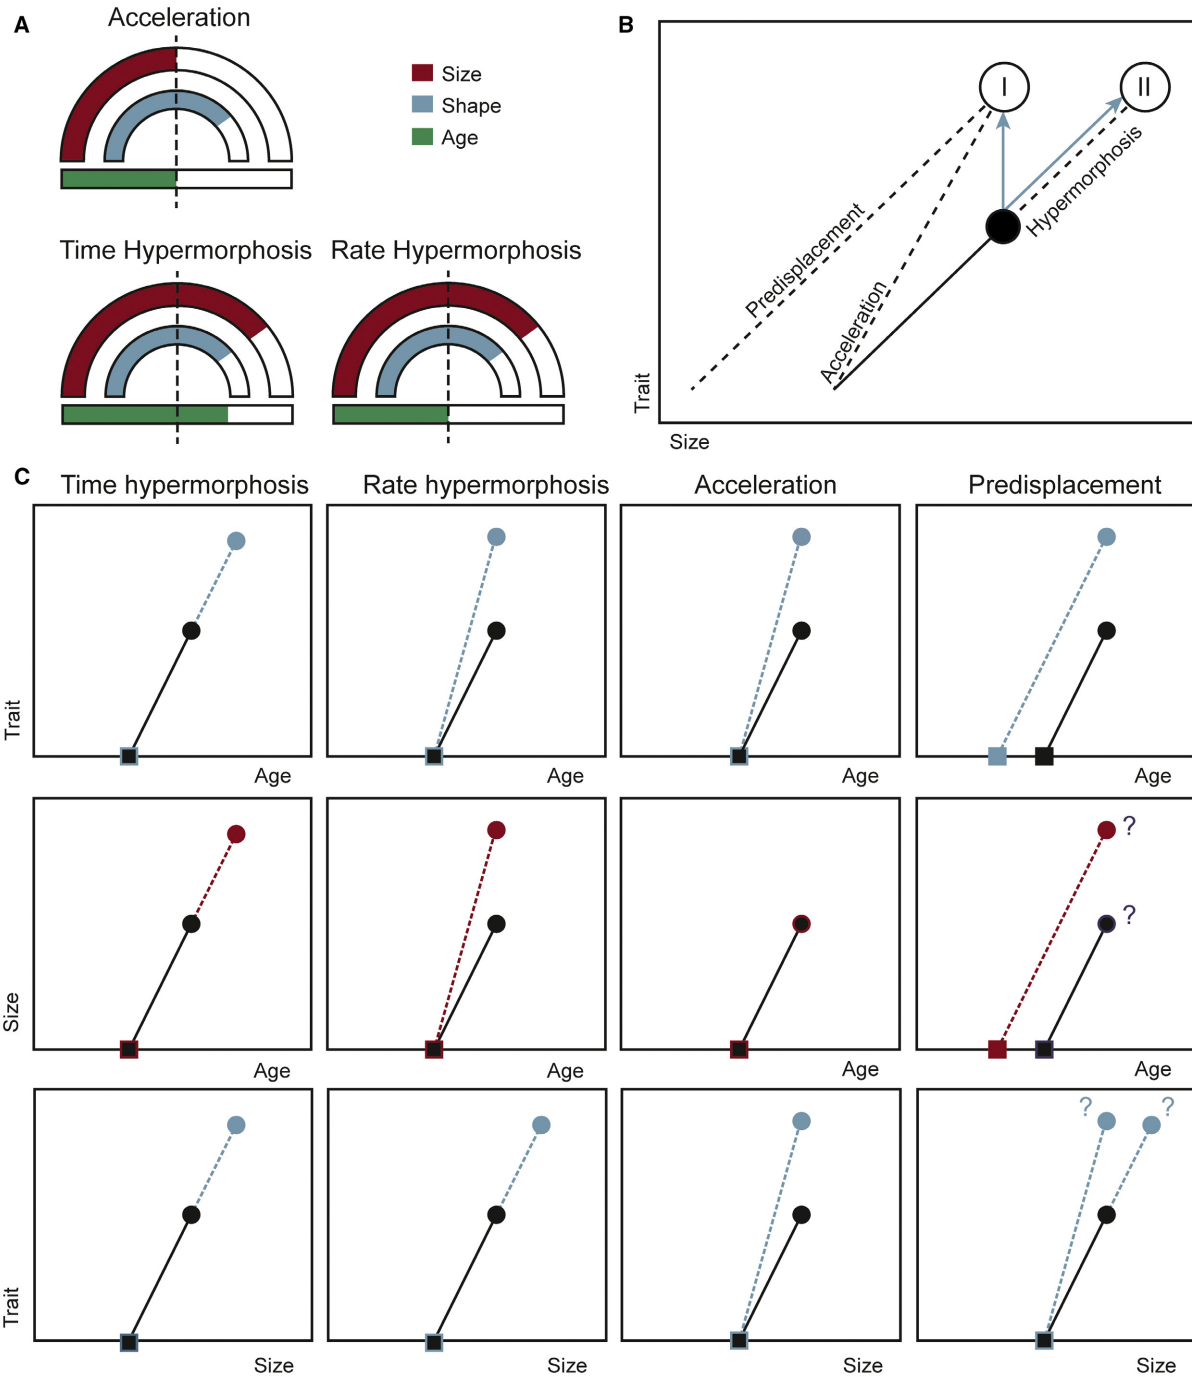 A
Acceleration
Size
Shape
Age
Time Hypermorphosis
Rate Hypermorphosis
B
I
II
Predisplacement
Acceleration
Hypermorphosis
Trait
Size
C
Time hypermorphosis
Rate hypermorphosis
Acceleration
Predisplacement
Trait
Age
Age
Age
Age
Size
?
?
Age
Age
Age
Age
Trait
?
?
Size
Size
Size
Size